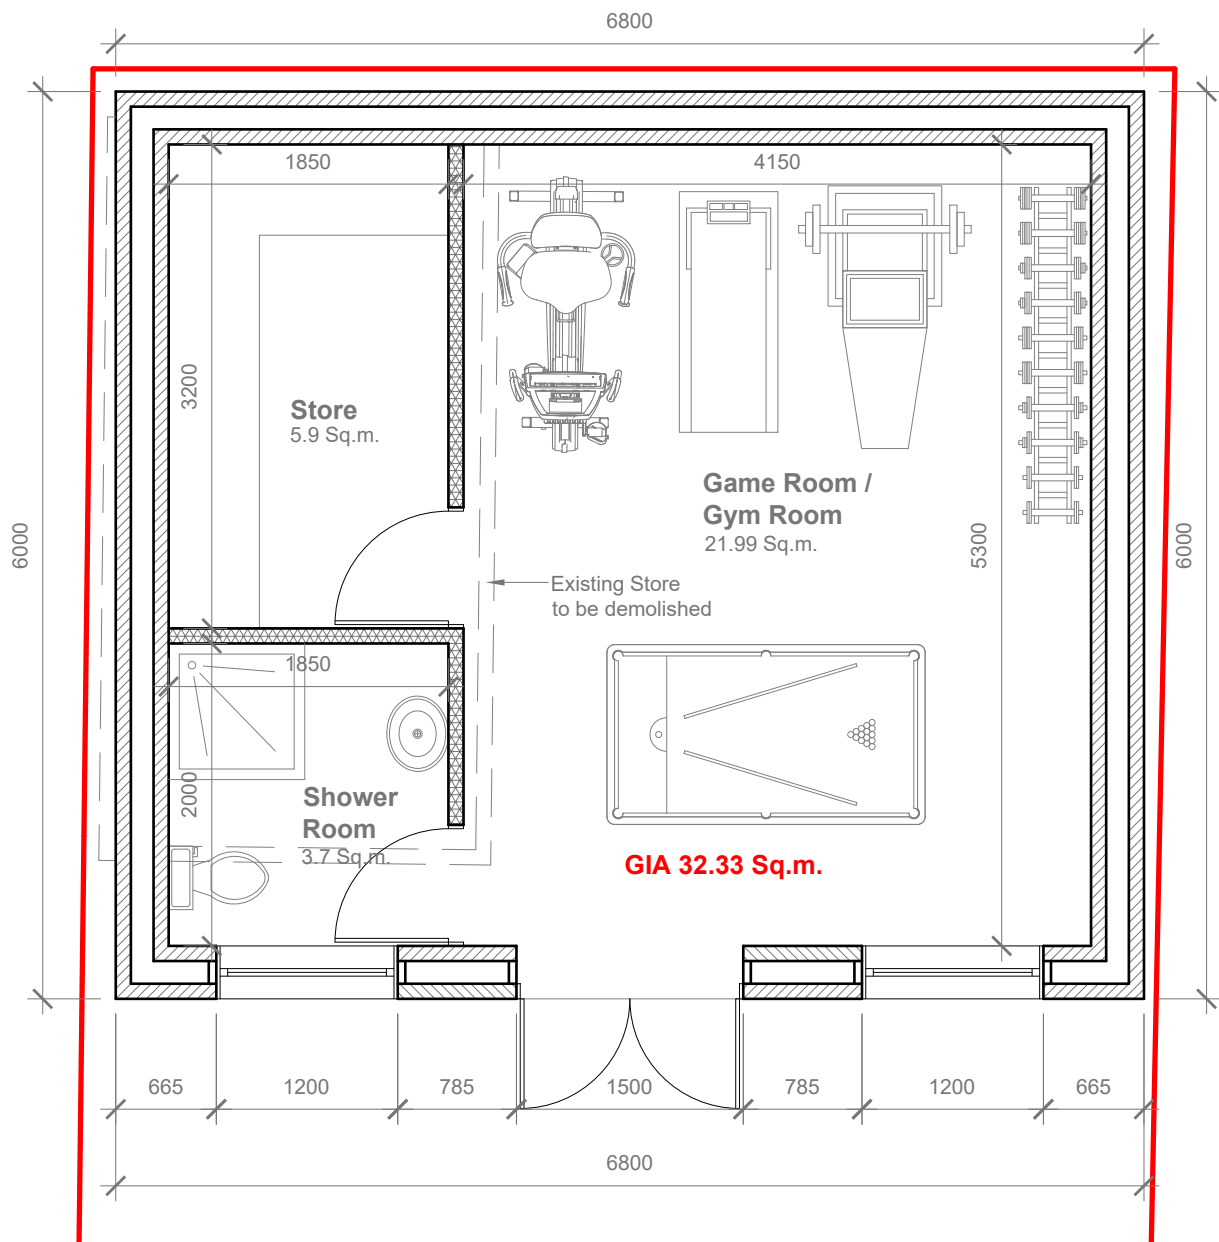 6800
1850
4150
3200
Store
5.9 Sq.m.
Game Room /
Gym Room
21.99 Sq.m.
6000
5300
6000
Existing Store
to be demolished
1850
2000
Shower
Room
3.7 Sq.m.
GIA 32.33 Sq.m.
665
1200
785
1500
785
1200
665
6800